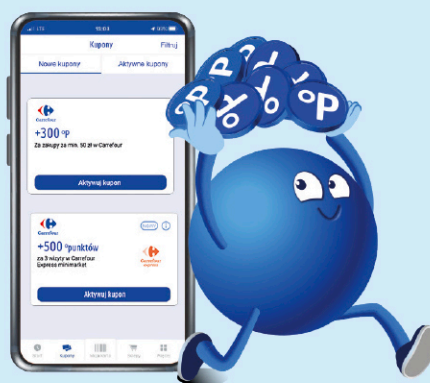 Kupony Filtruj
Nowe kupony Aktywne kupony
Carrefour
+300 °P
Za zakupy za min. 50 zł w Carrefour
Aktywuj kupon
Carrefour
+500 °punktów
za 3 wizyty w Carrefour
Express minimarket
Carrefour
express
Aktywuj kupon
Kupony
°P
°P
°P
°P